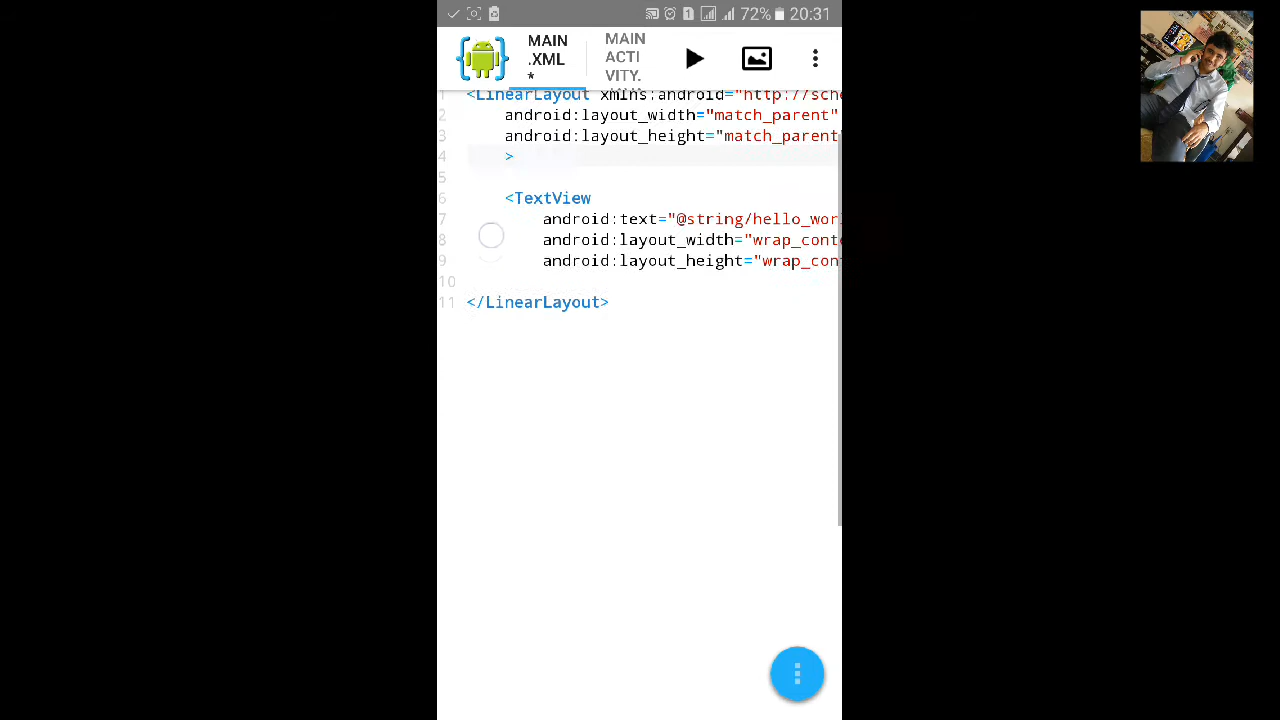 1 72% 20:31
MAIN
.XML
*
MAIN
ACTI
VITY.
1 <LinearLayout xmlns:android="http://sche
2 android:layout_width="match_parent"
3 android:layout_height="match_parent
4 >
5
6 <TextView
7 android:text="@string/hello_worl
8 android:layout_width="wrap_conte
9 android:layout_height="wrap_con
10
11 </LinearLayout>